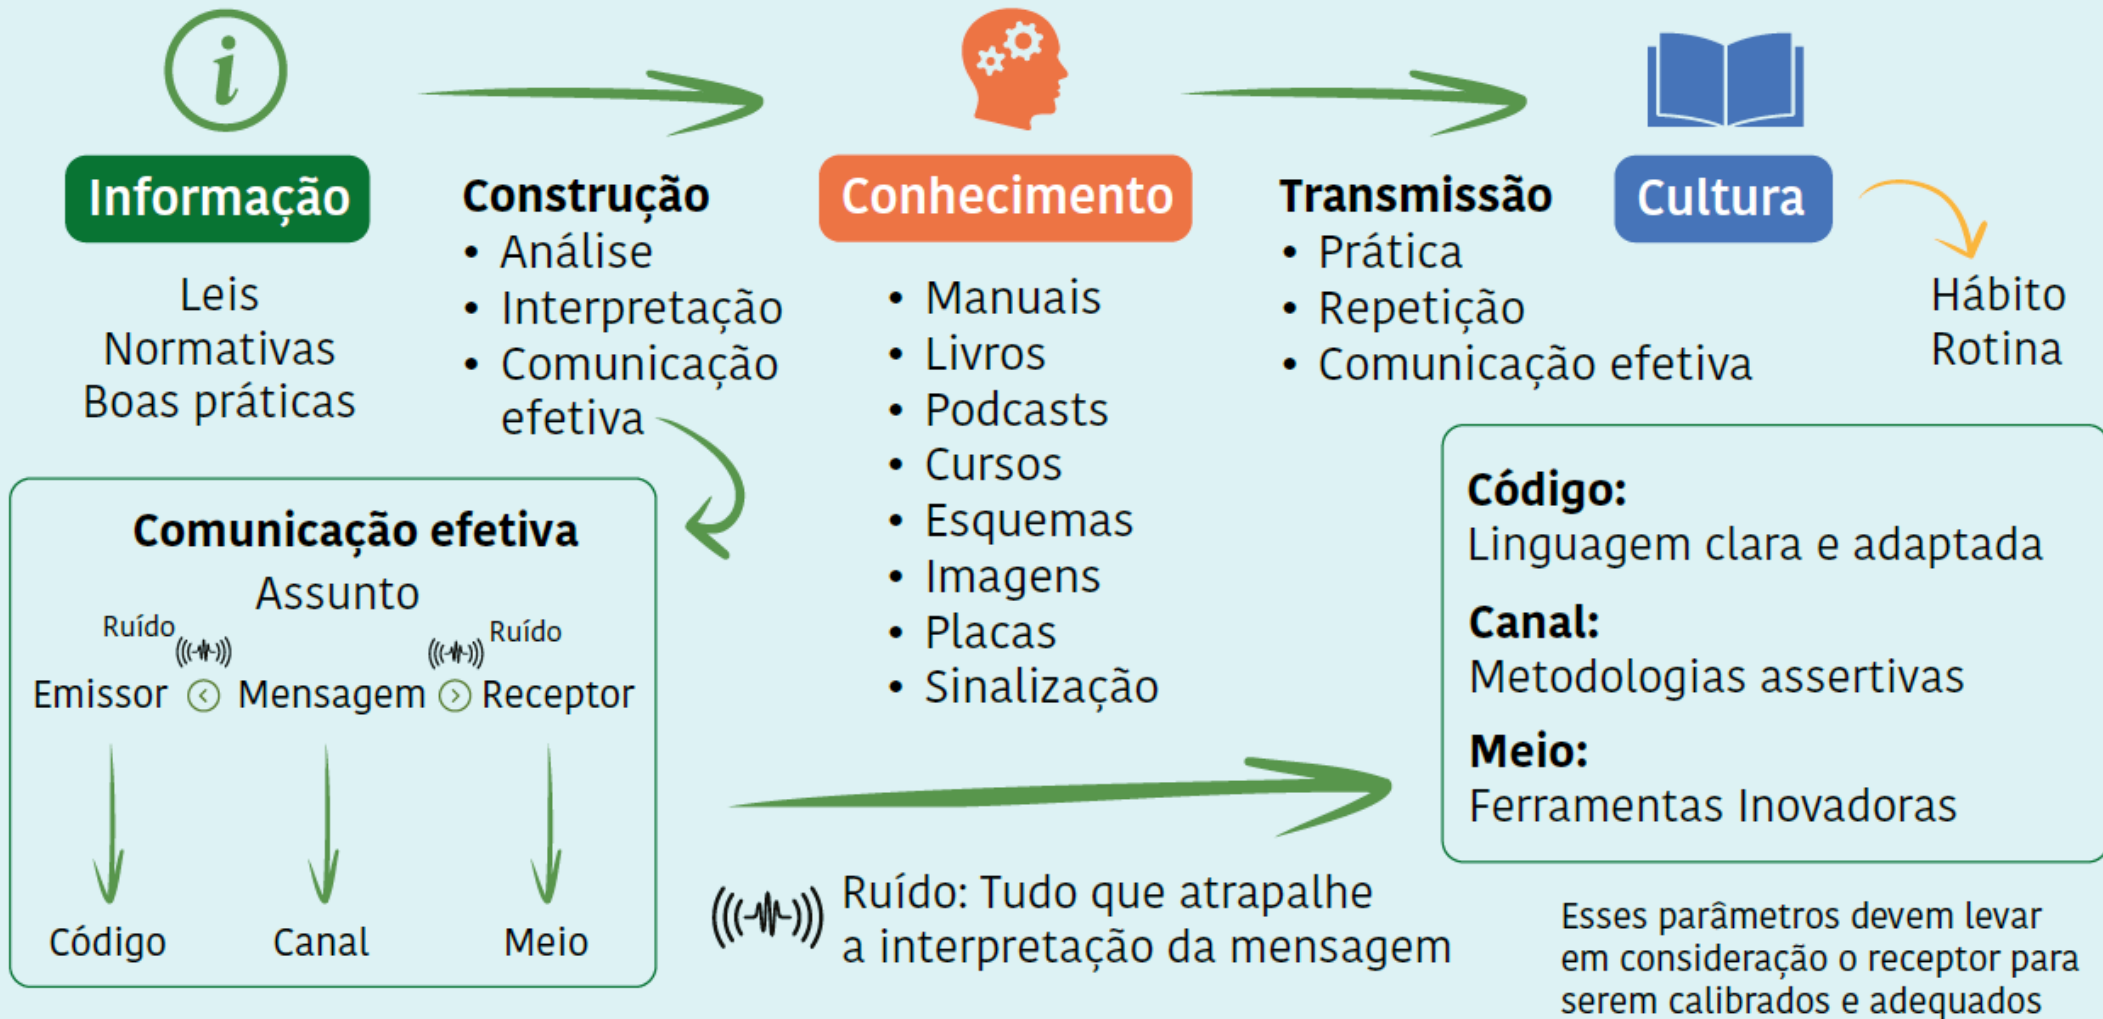 Informação
Leis
Normativas
Boas práticas
Construção
• Análise
• Interpretação
• Comunicação
efetiva
Conhecimento
• Manuais
• Livros
• Podcasts
• Cursos
• Esquemas
• Imagens
• Placas
• Sinalização
Transmissão
• Prática
• Repetição
• Comunicação efetiva
Cultura
Hábito
Rotina
Comunicação efetiva
Assunto
Ruído Ruído
Emissor Mensagem Receptor
Código Canal Meio
Ruído: Tudo que atrapalhe
a interpretação da mensagem
Código:
Linguagem clara e adaptada
Canal:
Metodologias assertivas
Meio:
Ferramentas Inovadoras
Esses parâmetros devem levar
em consideração o receptor para
serem calibrados e adequados